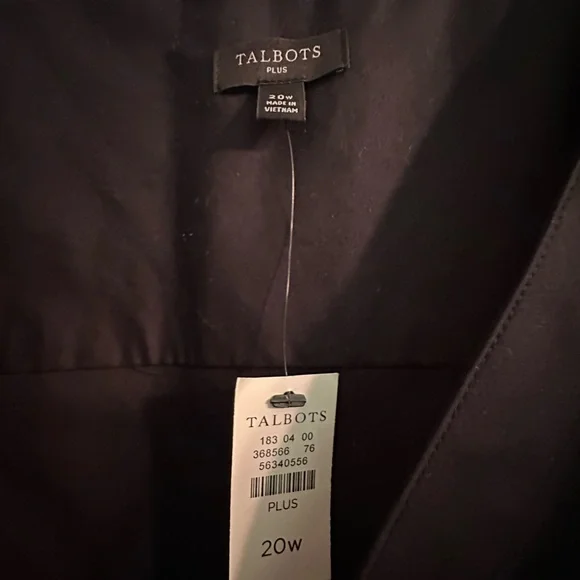 TALBOTS
PLUS
20W
MADE IN
VIETNAM
TALBOTS
183 04 00
368566 76
56340556
PLUS
20W